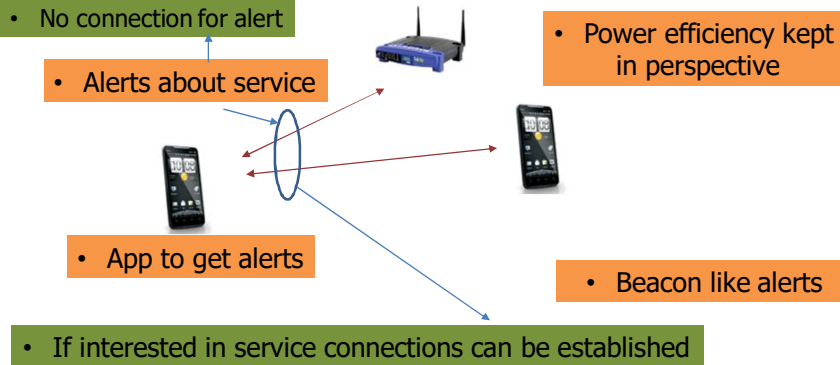 • No connection for alert
• Power efficiency kept
in perspective
• Alerts about service
• App to get alerts
• Beacon like alerts
• If interested in service connections can be established